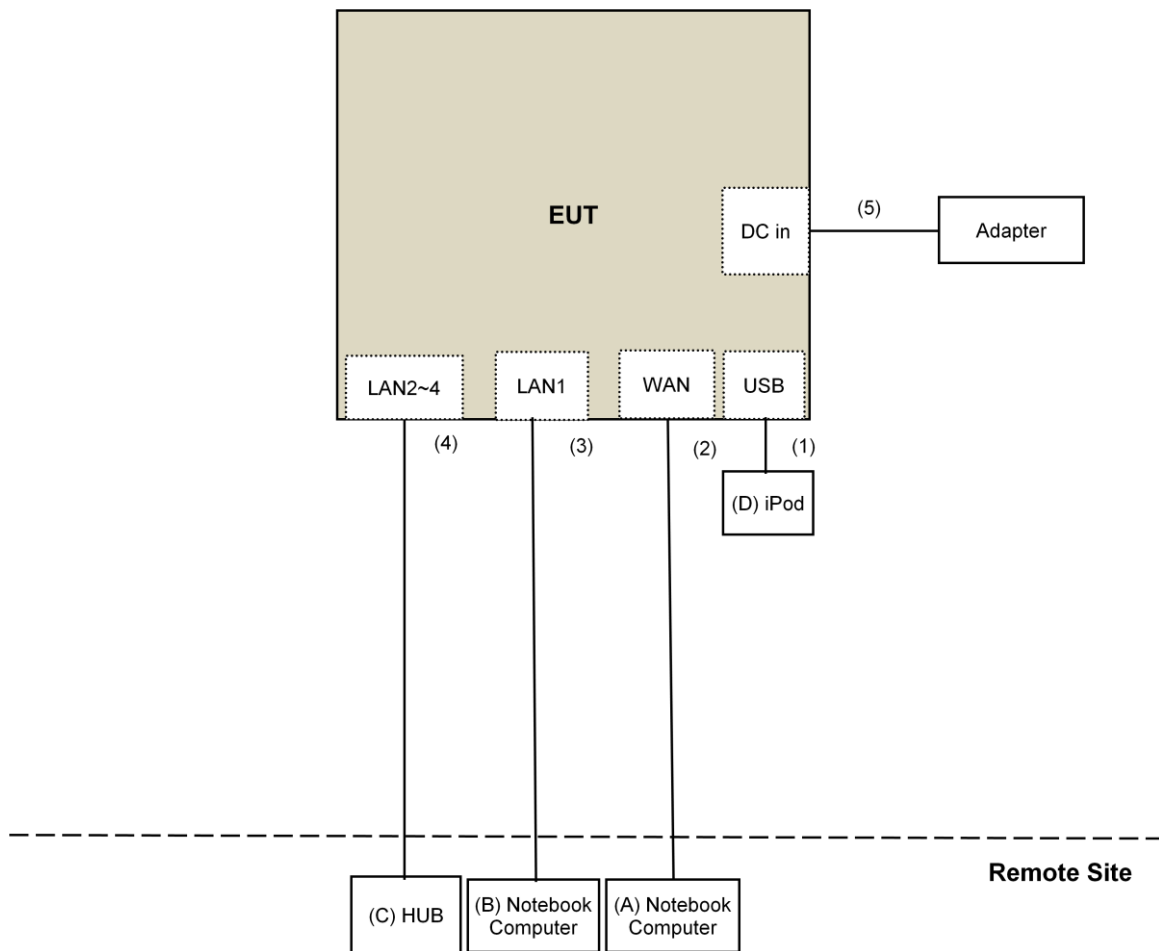 EUT
DC in
(5)
Adapter
LAN2~4
LAN1
WAN
USB
(4)
(3)
(2)
(1)
(D) iPod
Remote Site
(C) HUB
(B) Notebook
Computer
(A) Notebook
Computer